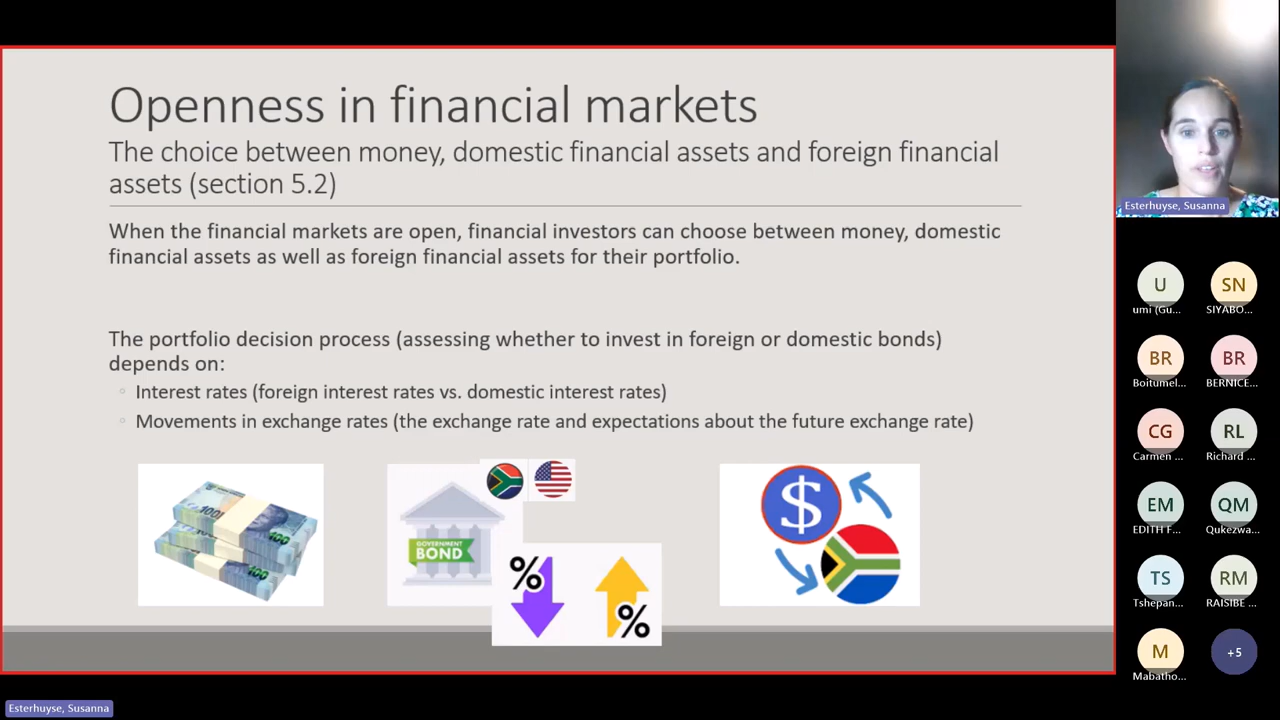 Openness in financial markets
The choice between money, domestic financial assets and foreign financial
assets (section 5.2)
When the financial markets are open, financial investors can choose between money, domestic
financial assets as well as foreign financial assets for their portfolio.
The portfolio decision process (assessing whether to invest in foreign or domestic bonds)
depends on:
Interest rates (foreign interest rates vs. domestic interest rates)
Movements in exchange rates (the exchange rate and expectations about the future exchange rate)
100
100
100
GOVERNMENT
BOND
%
%
$
Esterhuyse, Susanna
U
umi (Gu...
SN
SIYABO...
BR
Boitumel...
BR
BERNICE...
CG
Carmen ...
RL
Richard ...
EM
EDITH F...
QM
Qukezwa...
TS
Tshepan...
RM
RAISIBE ...
M
Mabatho...
+5
Esterhuyse, Susanna